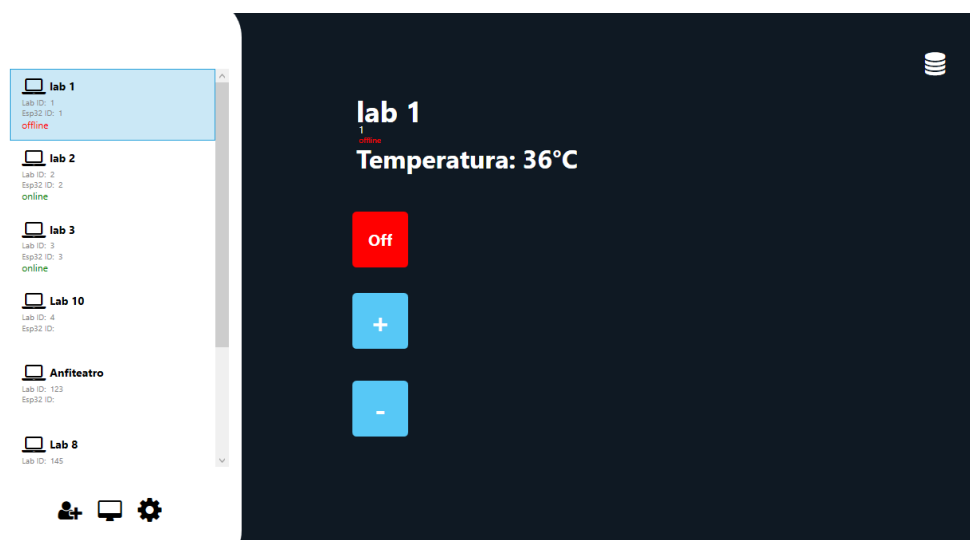 lab 1
Lab ID: 1
Esp32 ID: 1
offline
lab 2
Lab ID: 2
Esp32 ID: 2
online
lab 3
Lab ID: 3
Esp32 ID: 3
online
Lab 10
Lab ID: 4
Esp32 ID:
Anfiteatro
Lab ID: 123
Esp32 ID:
Lab 8
Lab ID: 145
lab 1
1
offline
Temperatura: 36°C
Off
+
-